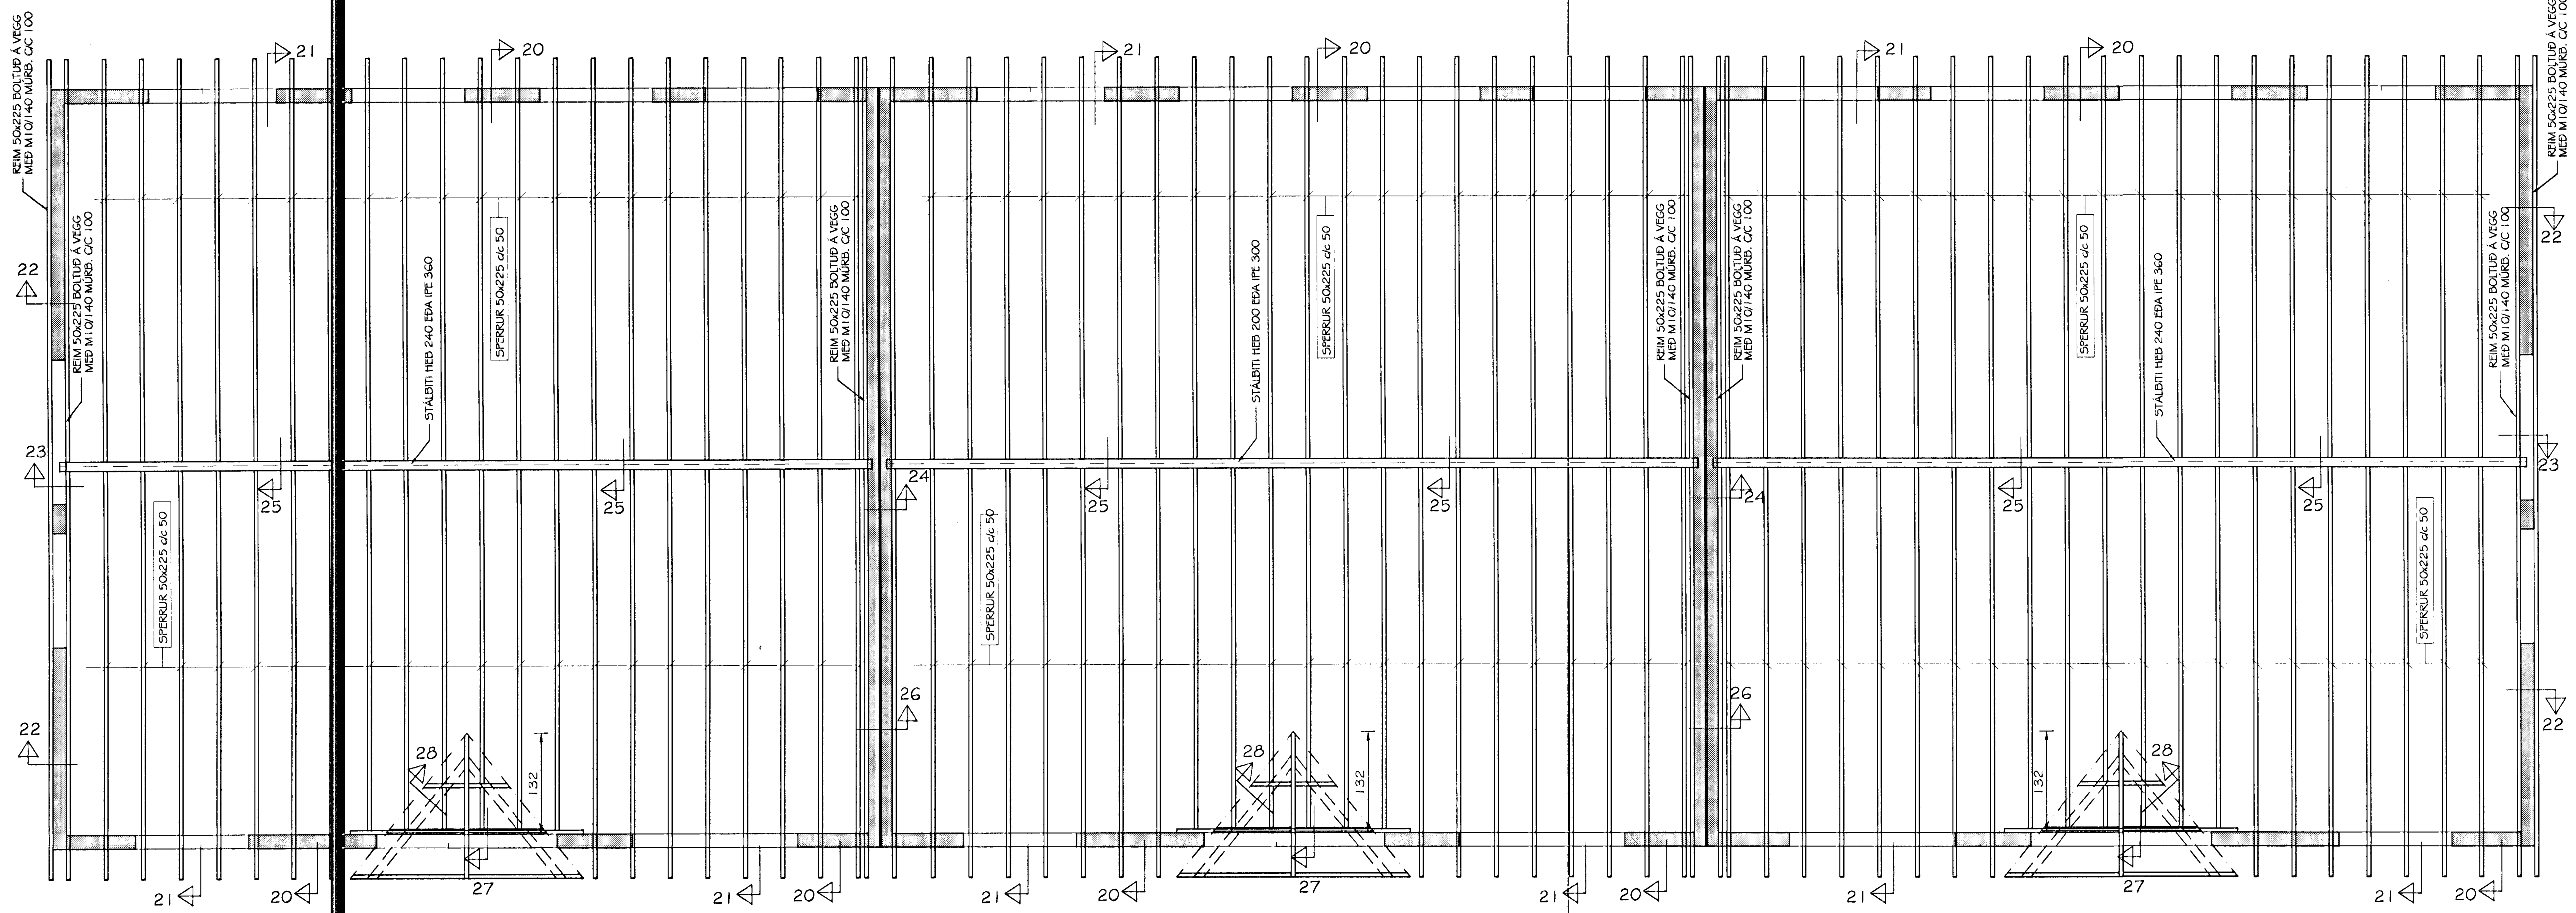 REIM 50x225 BOLTUÐ Á VEGG
MEÐ M10/140 MÚRB. C/C 100
21
20
21
20
21
20
REIM 50x225 BOLTUÐ Á VEGG
MEÐ M10/140 MÚRB. C/C 100
22
REIM 50x225 BOLTUÐ Á VEGG
MEÐ M10/140 MÚRB. C/C 100
STÁLBITI HEB 240 EÐA IPE 360
SPERRUR 50x225 c/c 50
REIM 50x225 BOLTUÐ Á VEGG
MEÐ M10/140 MÚRB. C/C 100
STÁLBITI HEB 200 EÐA IPE 300
SPERRUR 50x225 c/c 50
REIM 50x225 BOLTUÐ Á VEGG
MEÐ M10/140 MÚRB. C/C 100
REIM 50x225 BOLTUÐ Á VEGG
MEÐ M10/140 MÚRB. C/C 100
SPERRUR 50x225 c/c 50
STÁLBITI HEB 240 EÐA IPE 360
REIM 50x225 BOLTUÐ Á VEGG
MEÐ M10/140 MÚRB. C/C 100
22
23
25
25
24
25
25
24
25
25
23
SPERRUR 50x225 c/c 50
SPERRUR 50x225 c/c 50
SPERRUR 50x225 c/c 50
22
26
26
22
28
132
28
132
132
28
21
20
27
21
20
21
20
27
21
20
21
27
21
20